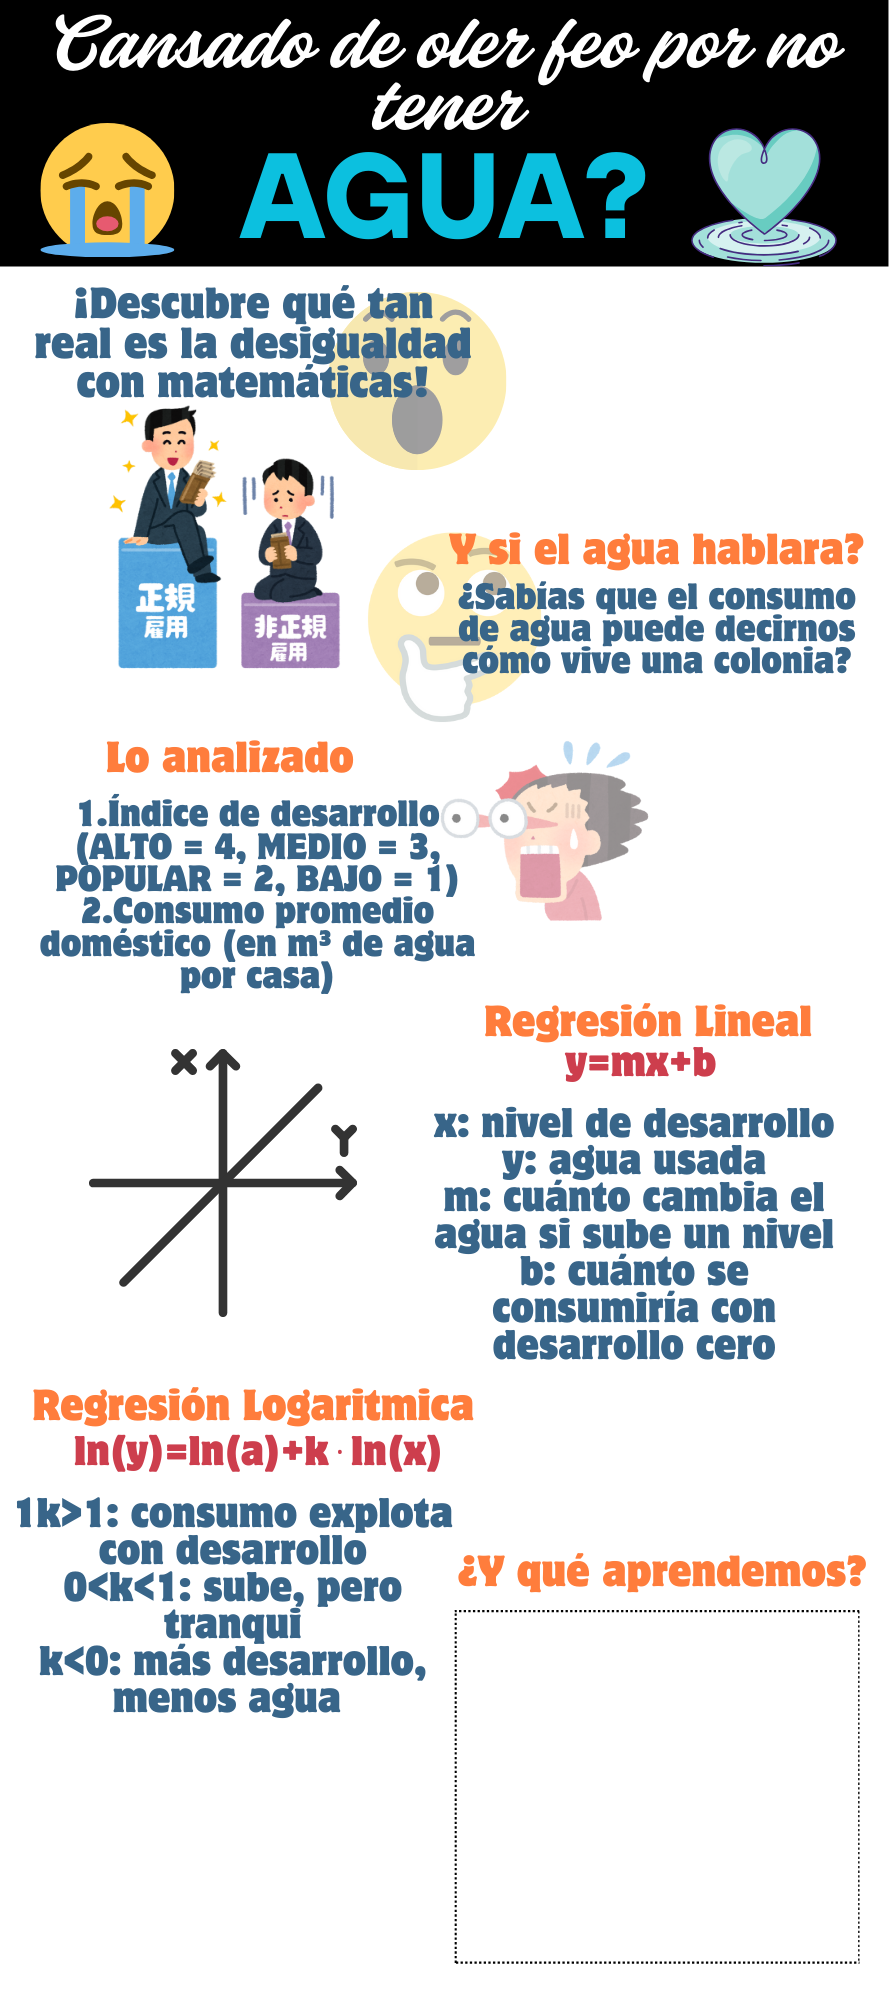 Cansado de oler feo por no
tener
AGUA?
¡Descubre qué tan
real es la desigualdad
con matemáticas!
正規
雇用
非正規
雇用
Y si el agua hablara?
¿Sabías que el consumo
de agua puede decirnos
cómo vive una colonia?
Lo analizado
1.Índice de desarrollo
(ALTO = 4, MEDIO = 3,
POPULAR = 2, BAJO = 1)
2.Consumo promedio
doméstico (en m³ de agua
por casa)
Regresión Lineal
y=mx+b
X
Y
x: nivel de desarrollo
y: agua usada
m: cuánto cambia el
agua si sube un nivel
b: cuánto se
consumiría con
desarrollo cero
Regresión Logaritmica
ln(y)=ln(a)+k · ln(x)
1k>1: consumo explota
con desarrollo
0<k<1: sube, pero
tranqui
k<0: más desarrollo,
menos agua
¿Y qué aprendemos?